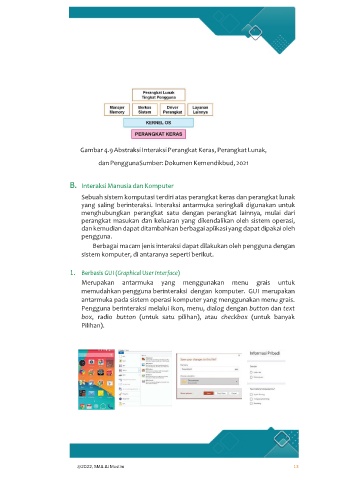 Perangkat Lunak
Tingkat Pengguna
Manajer Memory
Berkas Sistem
Driver Perangkat
Layanan Lainnya
KERNEL OS
PERANGKAT KERAS
Gambar 4.9 Abstraksi Interaksi Perangkat Keras, Perangkat Lunak,
dan PenggunaSumber: Dokumen Kemendikbud, 2021
B. Interaksi Manusia dan Komputer
Sebuah sistem komputasi terdiri atas perangkat keras dan perangkat lunak
yang saling berinteraksi. Interaksi antarmuka seringkali digunakan untuk
menghubungkan perangkat satu dengan perangkat lainnya, mulai dari
perangkat masukan dan keluaran yang dikendalikan oleh sistem operasi,
dan kemudian dapat ditambahkan berbagai aplikasi yang dapat dipakai oleh
pengguna.
Berbagai macam jenis interaksi dapat dilakukan oleh pengguna dengan
sistem komputer, di antaranya seperti berikut.
1. Berbasis GUI (Graphical User Interface)
Merupakan antarmuka yang menggunakan menu grais untuk
memudahkan pengguna berinteraksi dengan komputer. GUI merupakan
antarmuka pada sistem operasi komputer yang menggunakan menu grais.
Pengguna berinteraksi melalui ikon, menu, dialog dengan button dan text
box, radio button (untuk satu pilihan), atau checkbox (untuk banyak
Pilihan).
Informasi Pribadi
@2022, SMA Al Muslim